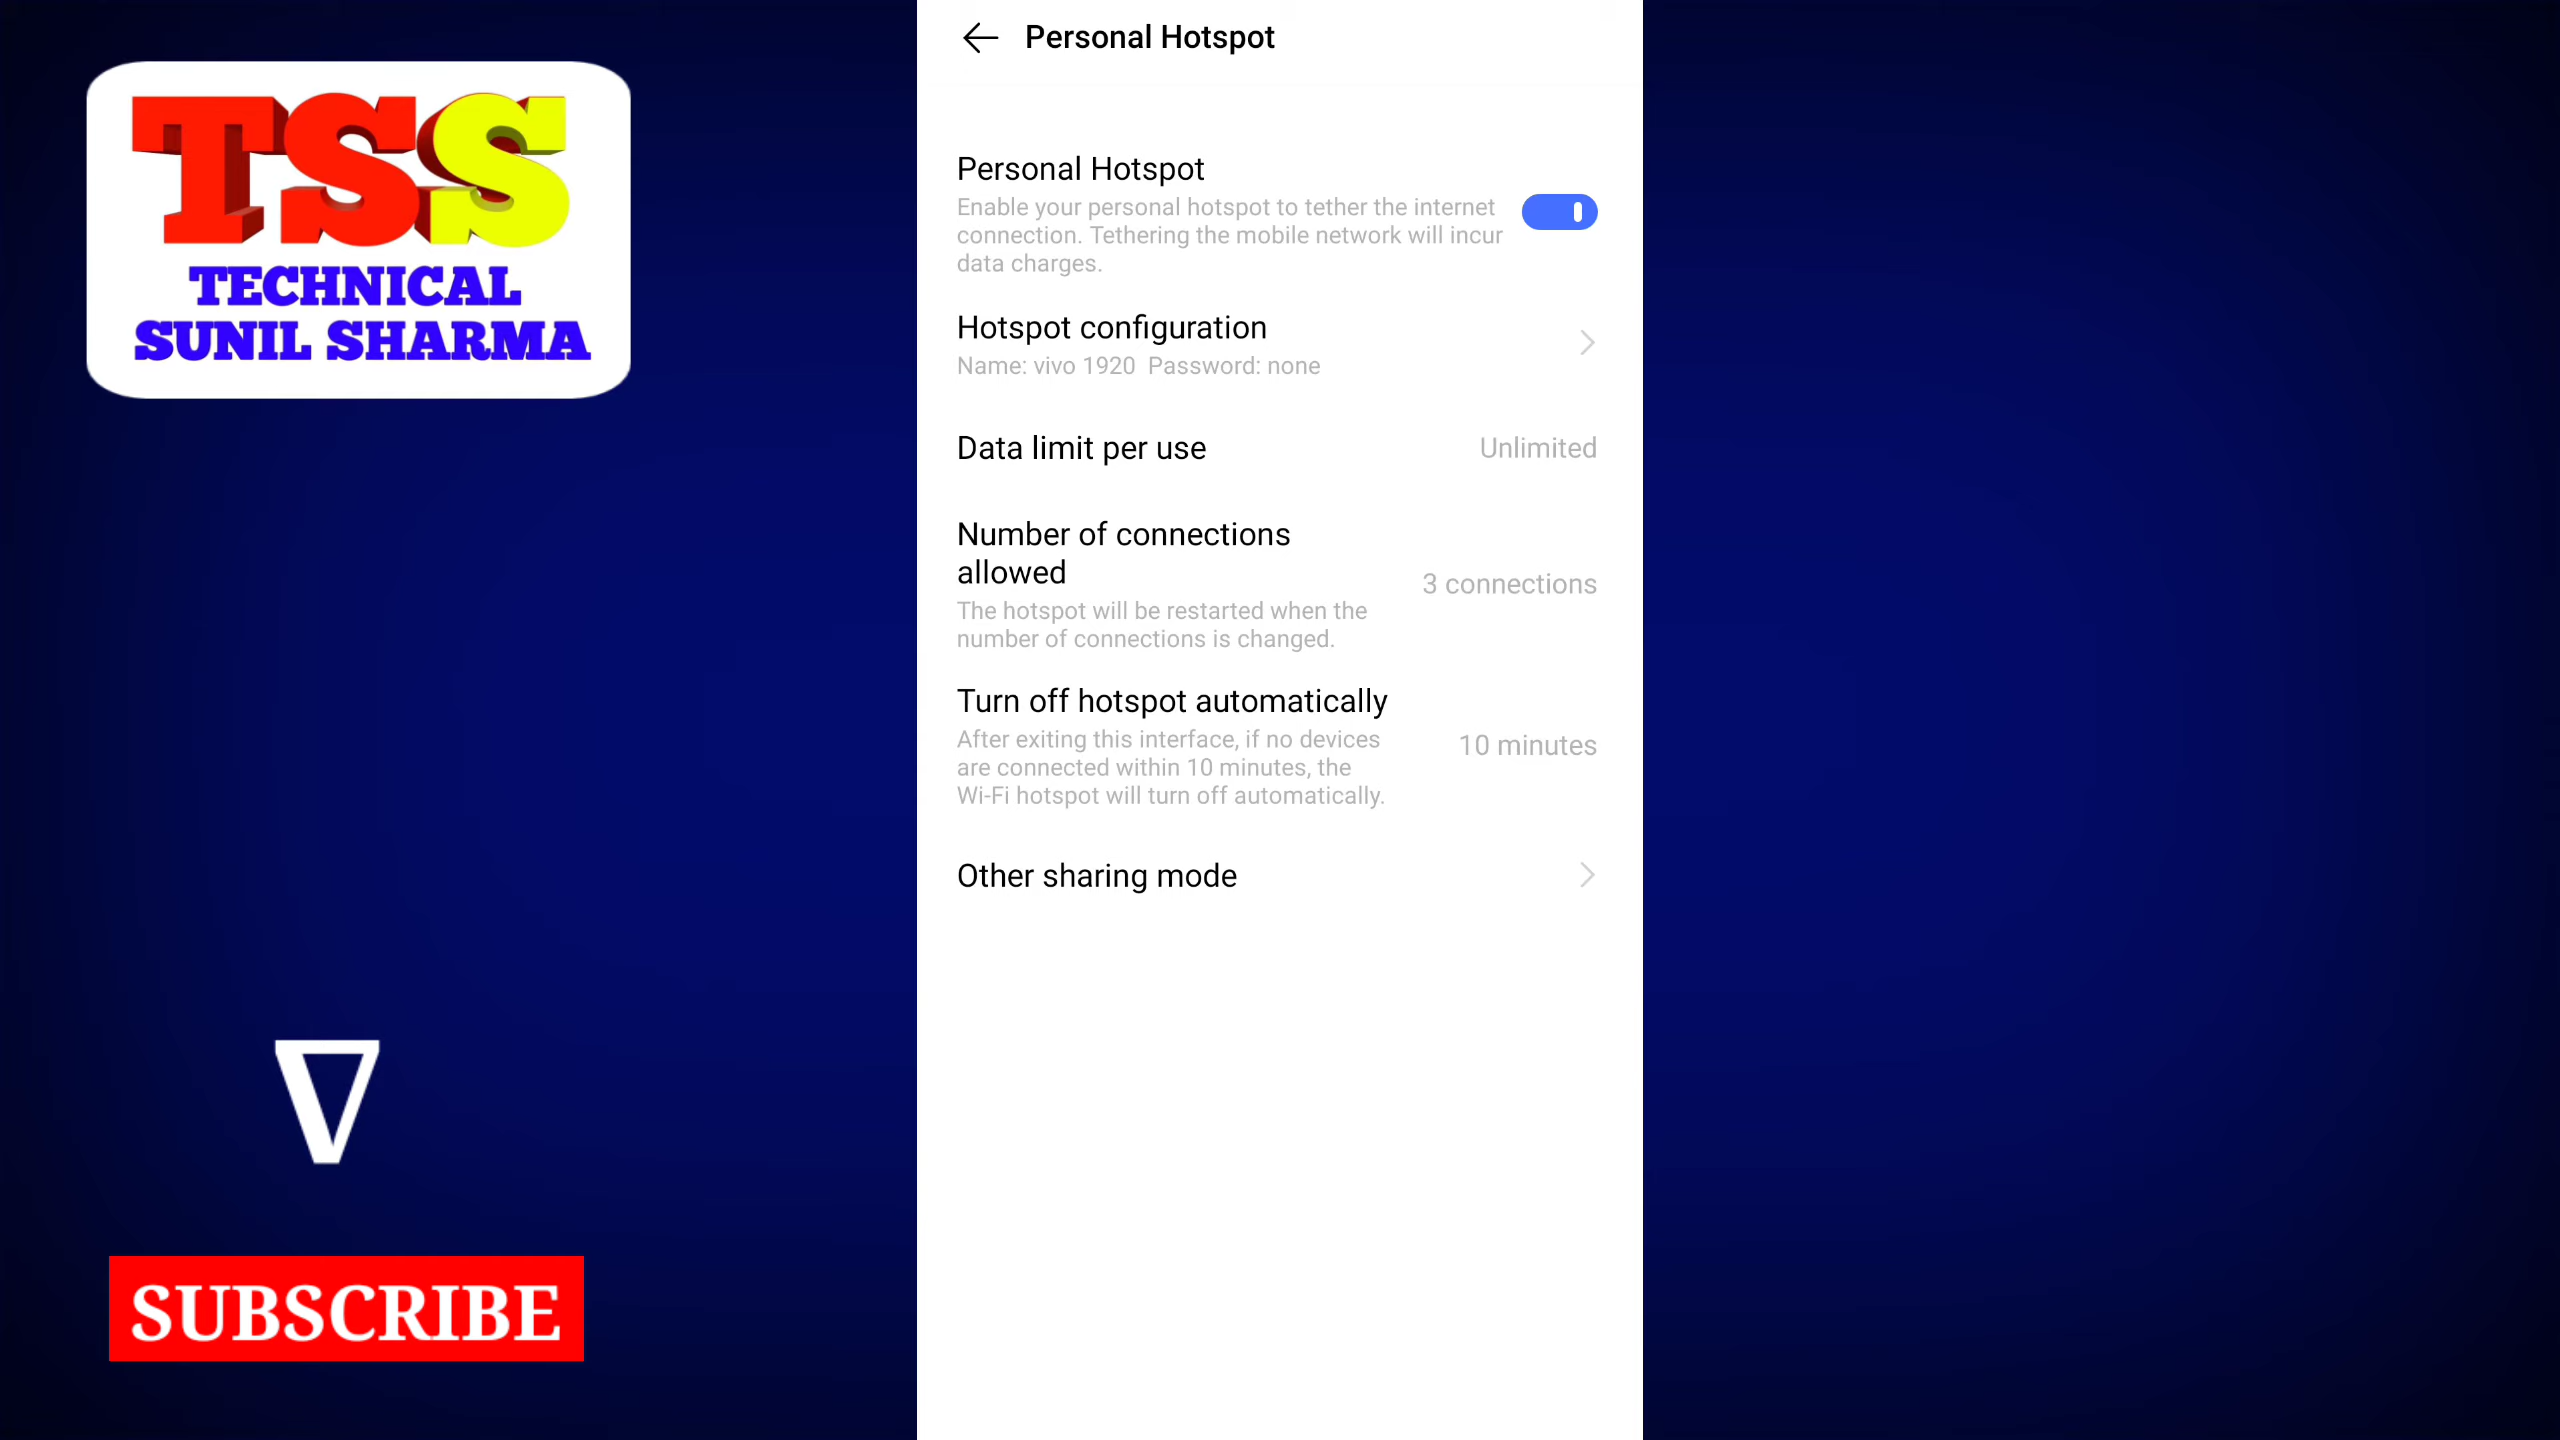 TSS
TECHNICAL
SUNIL SHARMA
SUBSCRIBE
Personal Hotspot
Personal Hotspot
Enable your personal hotspot to tether the internet
connection. Tethering the mobile network will incur
data charges.
Hotspot configuration
Name: vivo 1920 Password: none
Data limit per use
Unlimited
Number of connections
allowed
The hotspot will be restarted when the
number of connections is changed.
3 connections
Turn off hotspot automatically
After exiting this interface, if no devices
are connected within 10 minutes, the
Wi-Fi hotspot will turn off automatically.
10 minutes
Other sharing mode